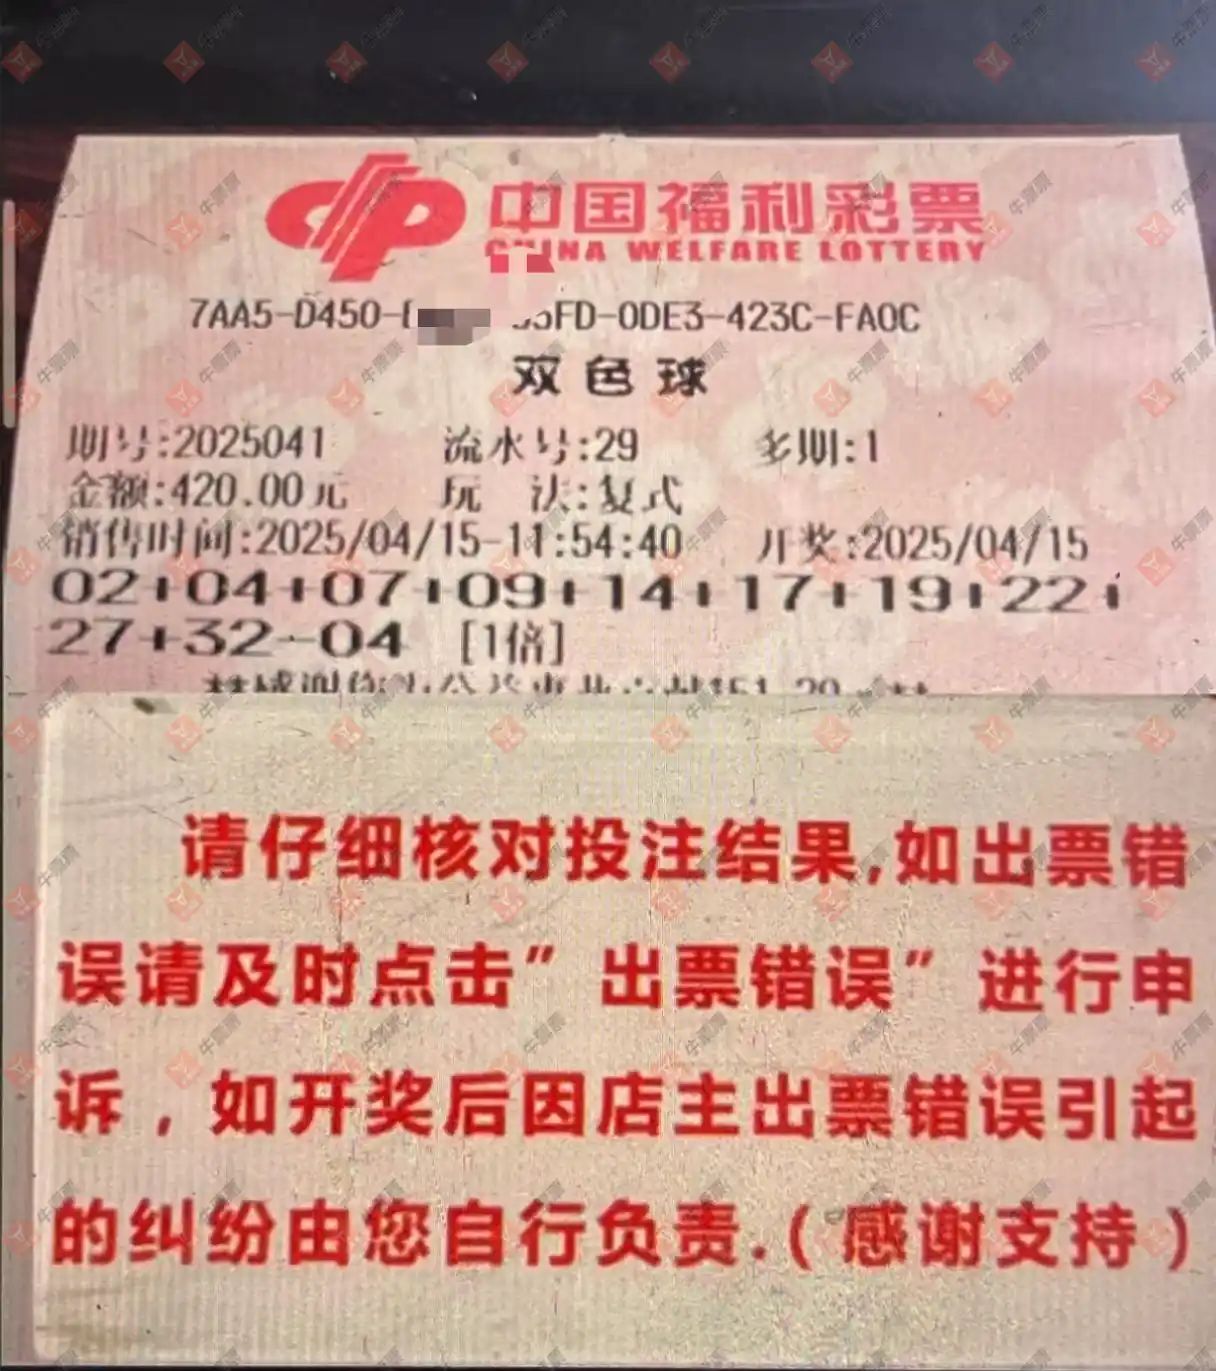 中国福利彩票
CHINA WELFARE LOTTERY
7AA5-D450- 5FD-0DE3-423C-FA0C
双色球
期号:2025041 流水号:29 多期:1
金额:420.00元 玩 法:复式
销售时间:2025/04/15-11:54:40 开奖:2025/04/15
02+04+07+09+14+17+19+22+
27+32-04 [1倍]
请仔细核对投注结果,如出票错
误请及时点击”出票错误”进行申
诉，如开奖后因店主出票错误引起
的纠纷由您自行负责.(感谢支持)
牛票票